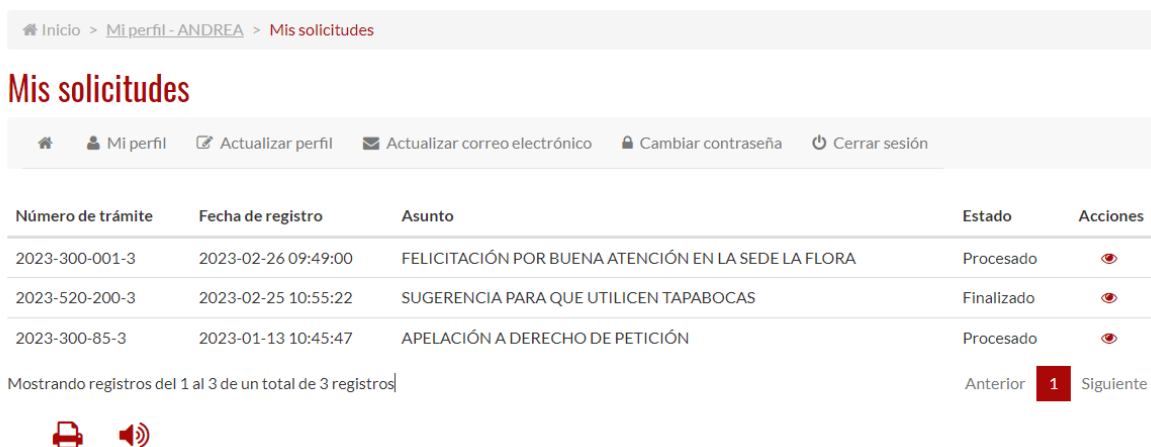 Inicio > Mi perfil - ANDREA > Mis solicitudes
Mis solicitudes
Mi perfil Actualizar perfil Actualizar correo electrónico Cambiar contraseña Cerrar sesión
Número de trámite Fecha de registro Asunto Estado Acciones
2023-300-001-3 2023-02-26 09:49:00 FELICITACIÓN POR BUENA ATENCIÓN EN LA SEDE LA FLORA Procesado
2023-520-200-3 2023-02-25 10:55:22 SUGERENCIA PARA QUE UTILICEN TAPABOCAS Finalizado
2023-300-85-3 2023-01-13 10:45:47 APELACIÓN A DERECHO DE PETICIÓN Procesado
Mostrando registros del 1 al 3 de un total de 3 registros Anterior 1 Siguiente